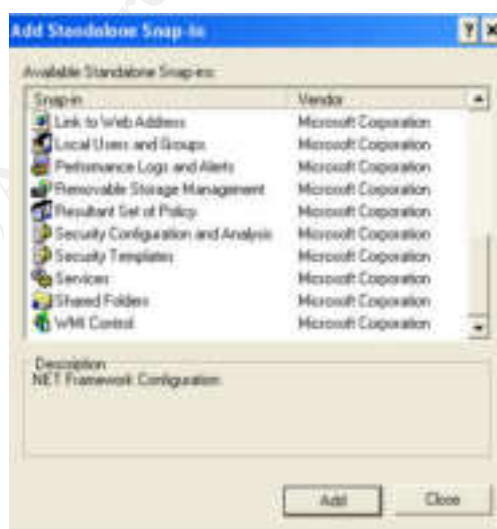 Add Standalone Snap-in
Available Standalone Snap-ins:
Snap-in Vendor
Link to Web Address Microsoft Corporation
Local Users and Groups Microsoft Corporation
Performance Logs and Alerts Microsoft Corporation
Removable Storage Management Microsoft Corporation
Resultant Set of Policy Microsoft Corporation
Security Configuration and Analysis Microsoft Corporation
Security Templates Microsoft Corporation
Services Microsoft Corporation
Shared Folders Microsoft Corporation
WMI Control Microsoft Corporation
Description
.NET Framework Configuration
Add Close